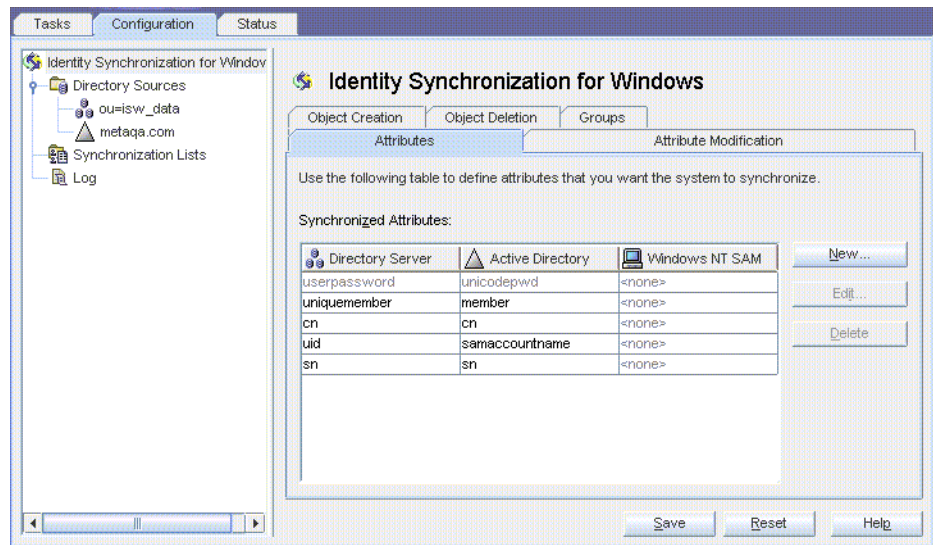 Tasks
Configuration
Status
Identity Synchronization for Window
Directory Sources
ou=isw_data
metaqa.com
Synchronization Lists
Log
Identity Synchronization for Windows
Object Creation
Object Deletion
Groups
Attributes
Attribute Modification
Use the following table to define attributes that you want the system to synchronize.
Synchronized Attributes:
Directory Server Active Directory Windows NT SAM
userpassword unicodepwd <none>
uniquemember member <none>
cn cn <none>
uid samaccountname <none>
sn sn <none>
New...
Edit...
Delete
Save
Reset
Help